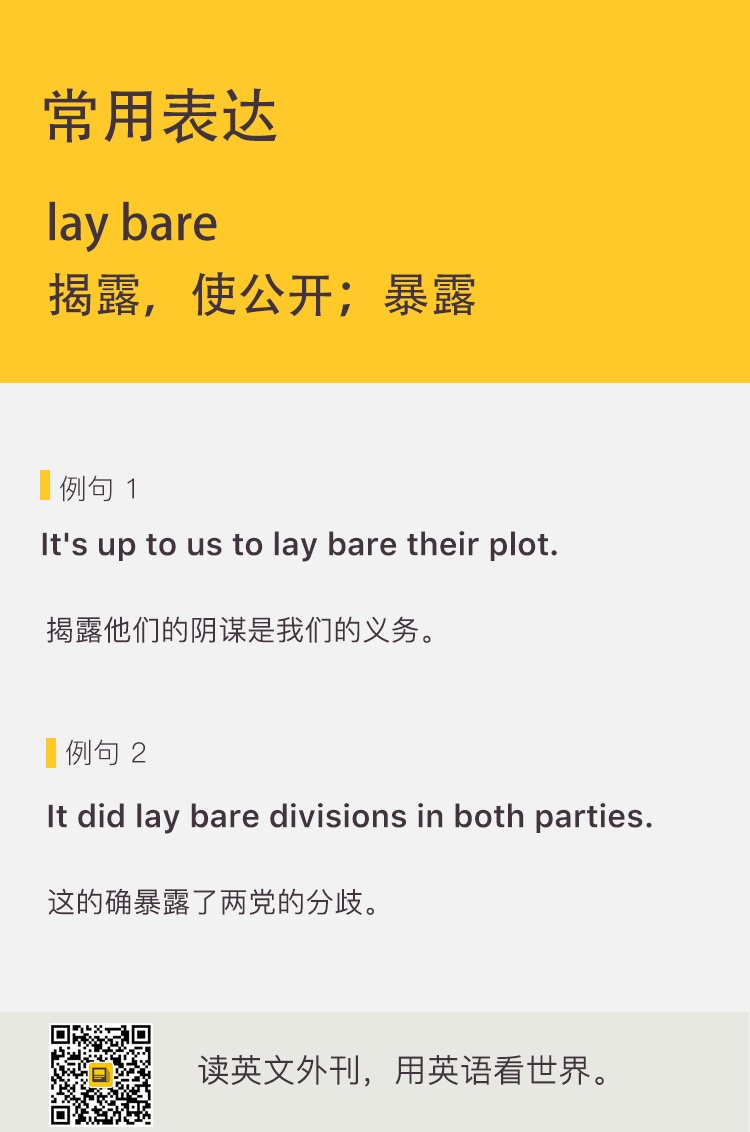 常用表达
lay bare
揭露，使公开；暴露
例句 1
It's up to us to lay bare their plot.
揭露他们的阴谋是我们的义务。
例句 2
It did lay bare divisions in both parties.
这的确暴露了两党的分歧。
读英文外刊，用英语看世界。